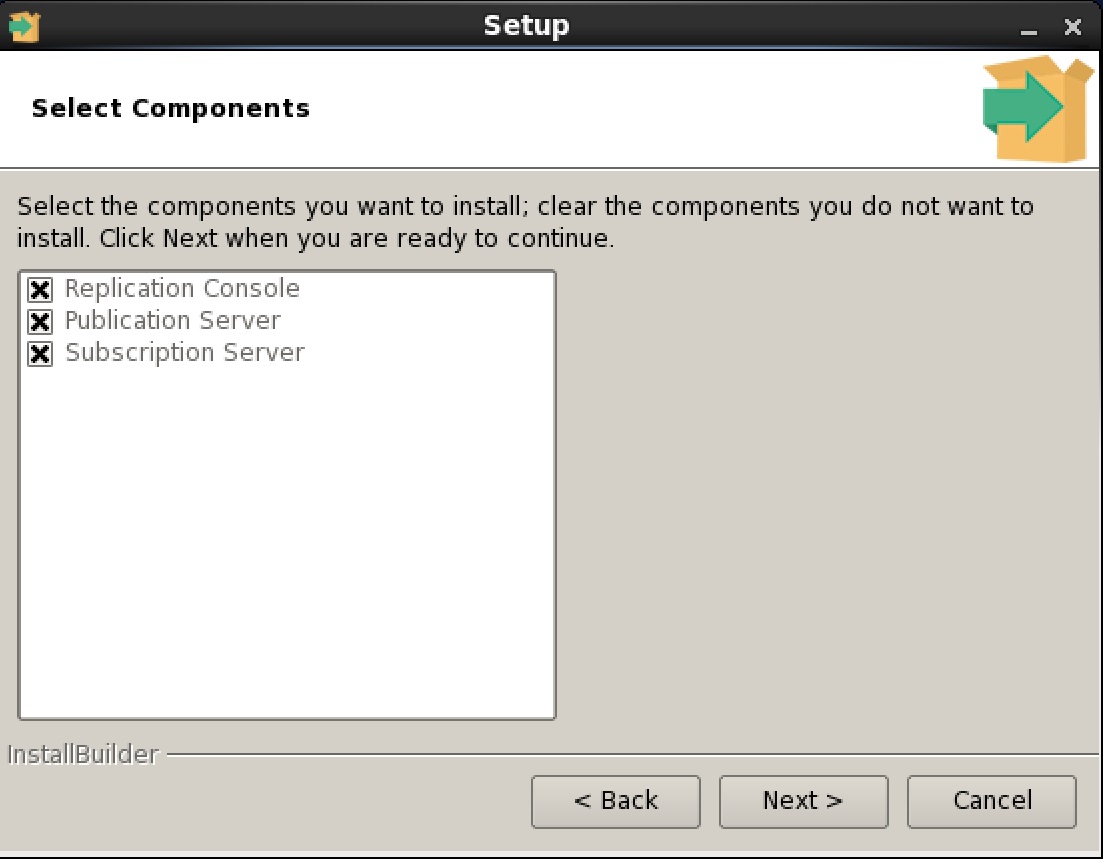 Setup
Select Components
Select the components you want to install; clear the components you do not want to
install. Click Next when you are ready to continue.
Replication Console
Publication Server
Subscription Server
InstallBuilder
< Back
Next >
Cancel